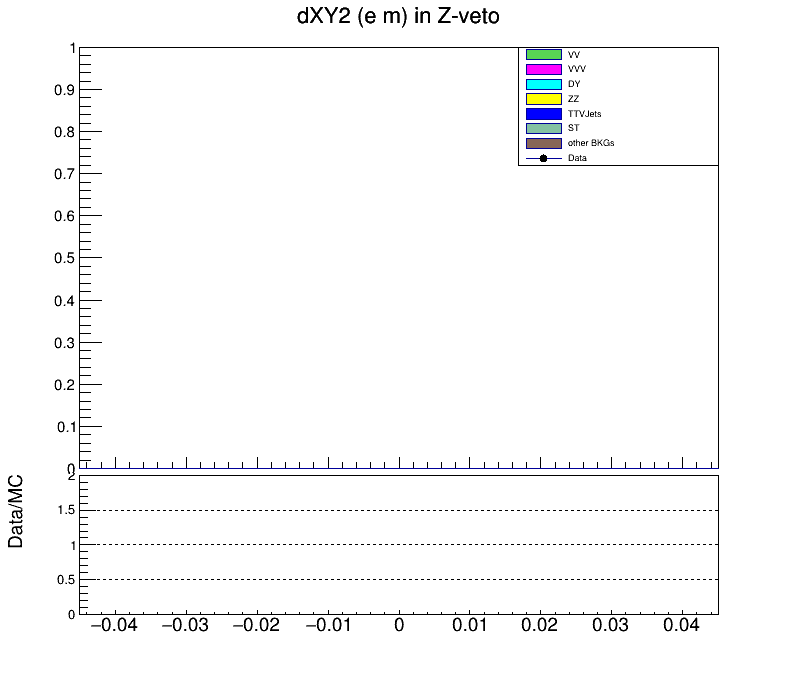 dXY2 (e m) in Z-veto
1
0.9
0.8
0.7
0.6
0.5
0.4
0.3
0.2
0.1
0
VV
VVV
DY
ZZ
TTVJets
ST
other BKGs
Data
Data/MC
2
1.5
1
0.5
0
−0.04 −0.03 −0.02 −0.01 0 0.01 0.02 0.03 0.04